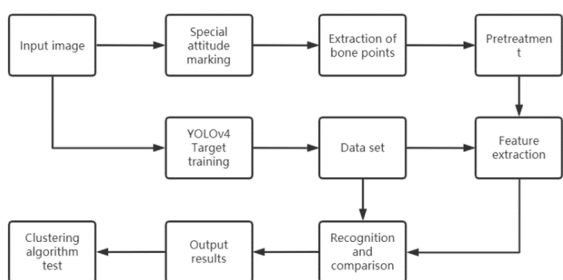 Input image
Special
attitude
marking
Extraction of
bone points
Pretreatmen
t
YOLOv4
Target
training
Data set
Feature
extraction
Clustering
algorithm
test
Output
results
Recognition
and
comparison